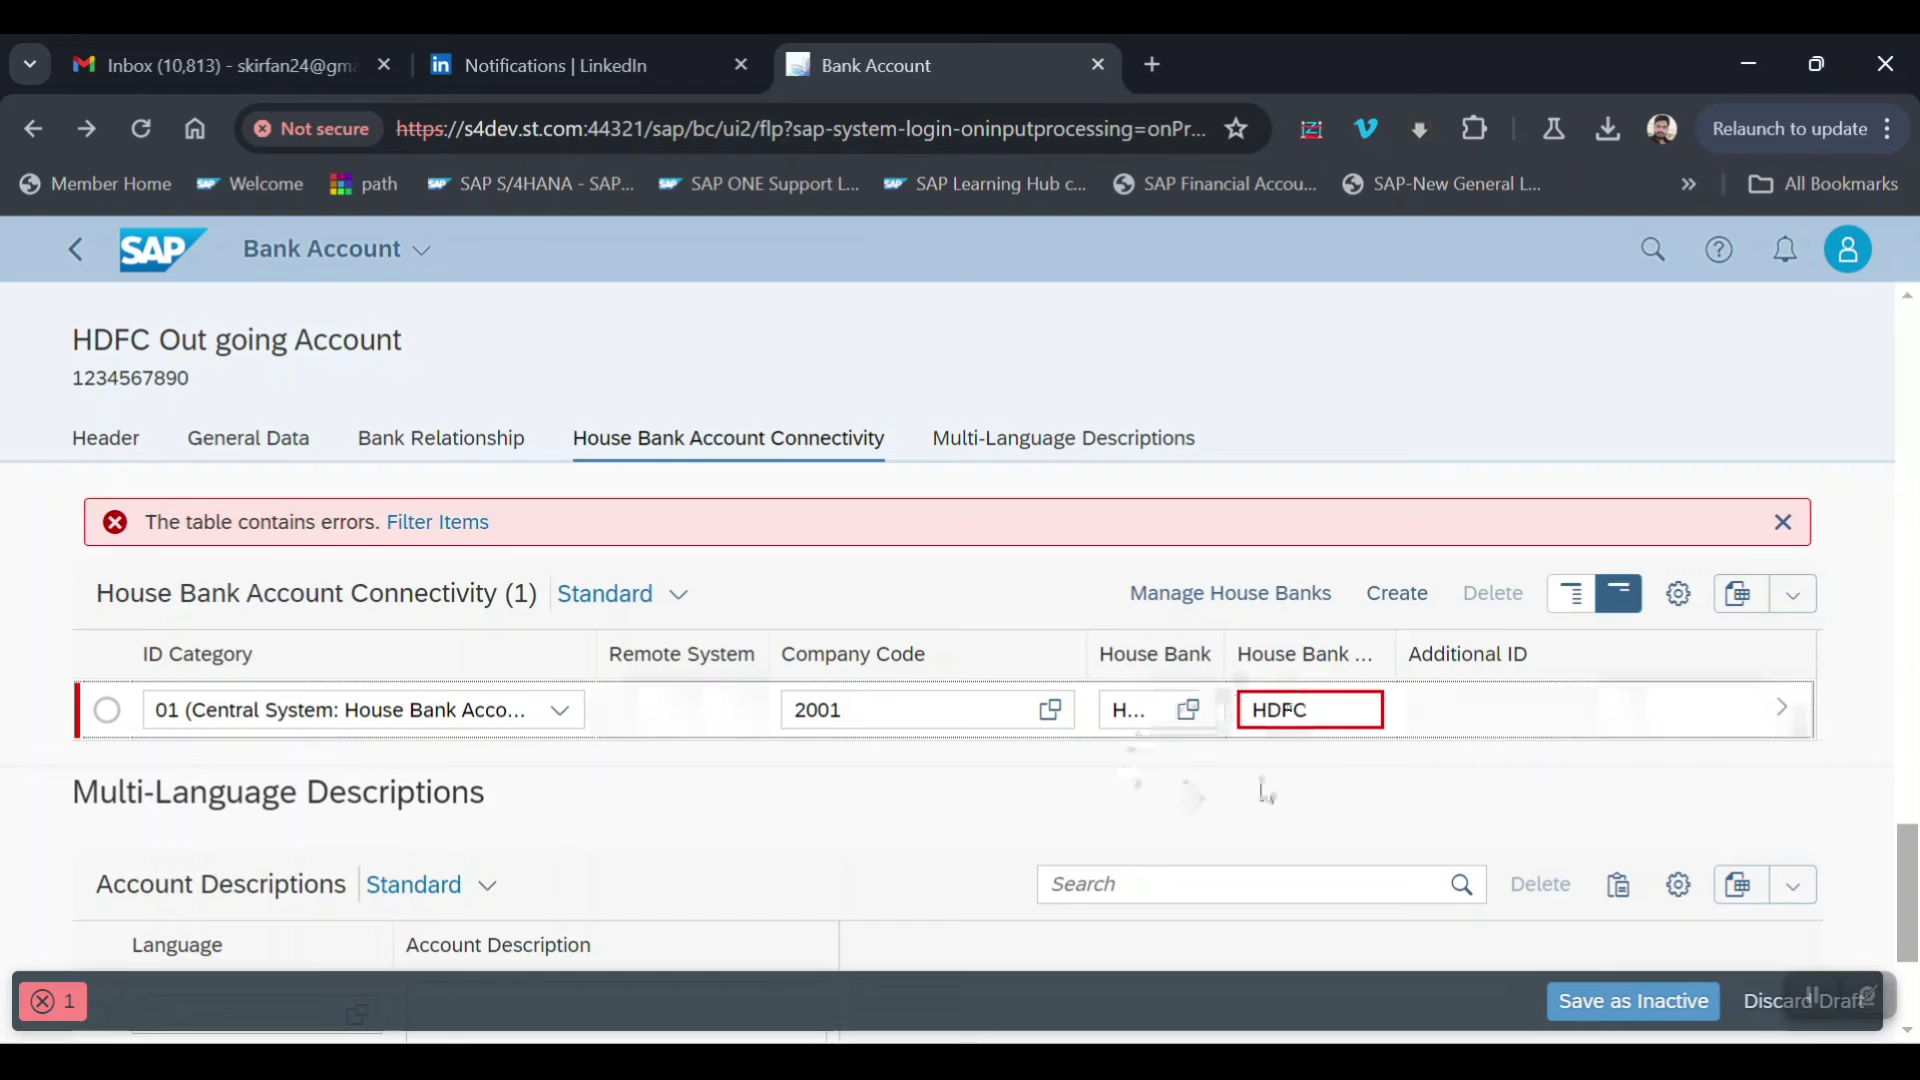 Inbox (10,813) - skirfan24@gma
Notifications | LinkedIn
Bank Account
Not secure
https://s4dev.st.com:44321/sap/bc/ui2/flp?sap-system-login-oninputprocessing=onPr...
Relaunch to update
Member Home
Welcome
path
SAP S/4HANA - SAP...
SAP ONE Support L...
SAP Learning Hub c...
SAP Financial Accou...
SAP-New General L...
All Bookmarks
SAP
Bank Account
HDFC Out going Account
1234567890
Header
General Data
Bank Relationship
House Bank Account Connectivity
Multi-Language Descriptions
The table contains errors. Filter Items
House Bank Account Connectivity (1)
Standard
Manage House Banks
Create
Delete
ID Category
Remote System
Company Code
House Bank
House Bank ...
Additional ID
01 (Central System: House Bank Acco...
2001
H...
HDFC
Multi-Language Descriptions
Account Descriptions
Standard
Search
Delete
Language
Account Description
1
Save as Inactive
Discard Draft